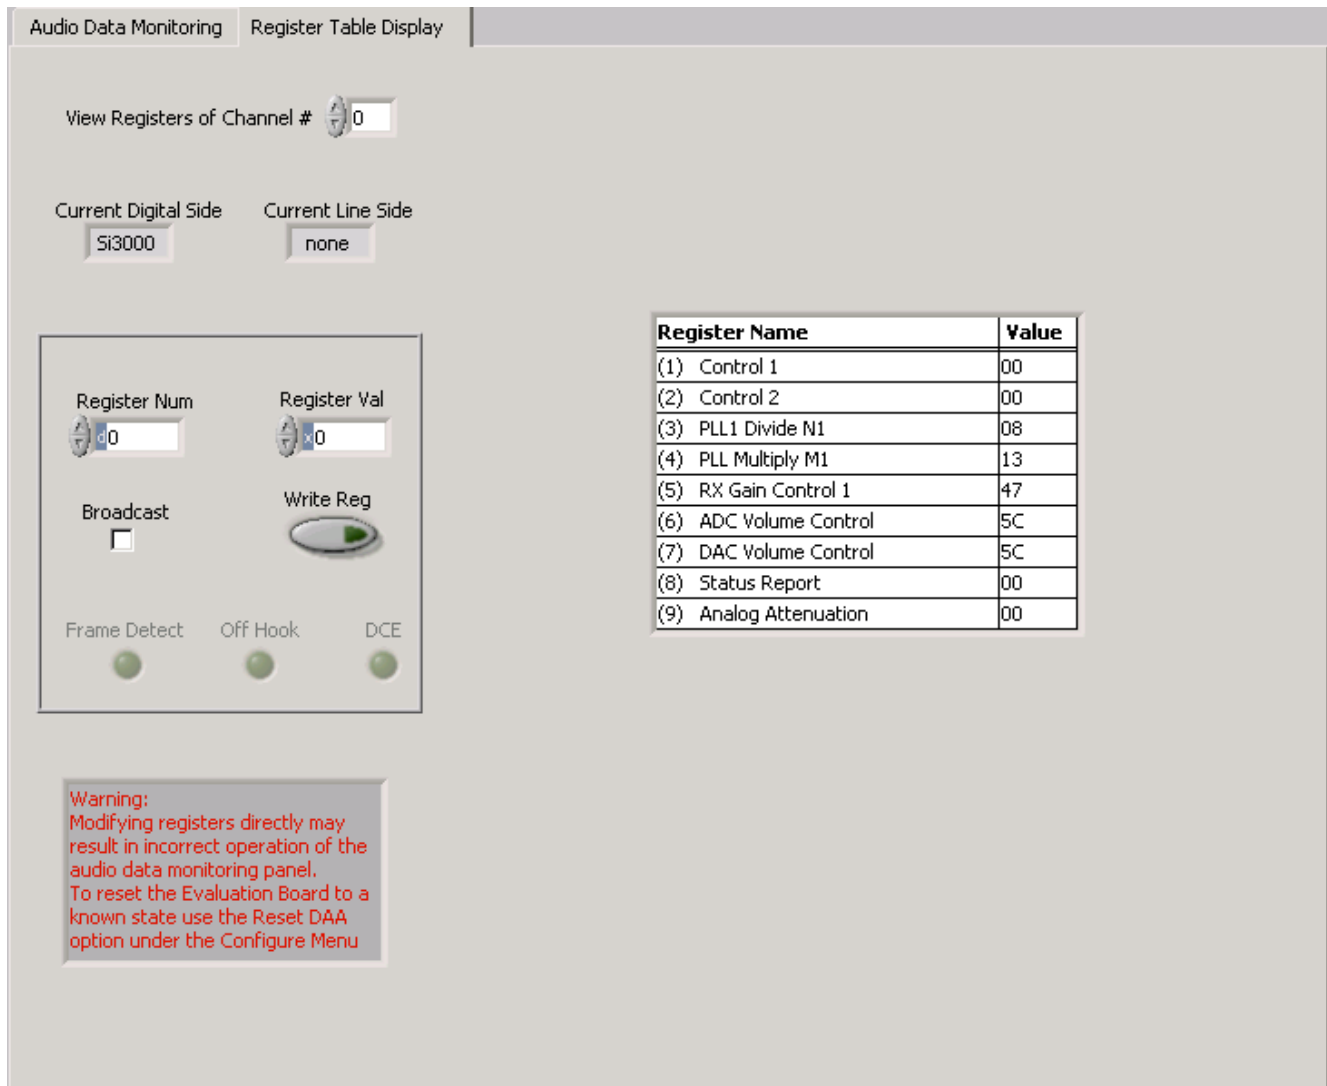 Audio Data Monitoring Register Table Display
View Registers of Channel # 0
Current Digital Side Current Line Side
Si3000 none
Register Num Register Val
d0 x0
Broadcast Write Reg
Frame Detect Off Hook DCE
Warning:
Modifying registers directly may
result in incorrect operation of the
audio data monitoring panel.
To reset the Evaluation Board to a
known state use the Reset DAA
option under the Configure Menu
Register Name Value
(1) Control 1 00
(2) Control 2 00
(3) PLL1 Divide N1 08
(4) PLL Multiply M1 13
(5) RX Gain Control 1 47
(6) ADC Volume Control 5C
(7) DAC Volume Control 5C
(8) Status Report 00
(9) Analog Attenuation 00